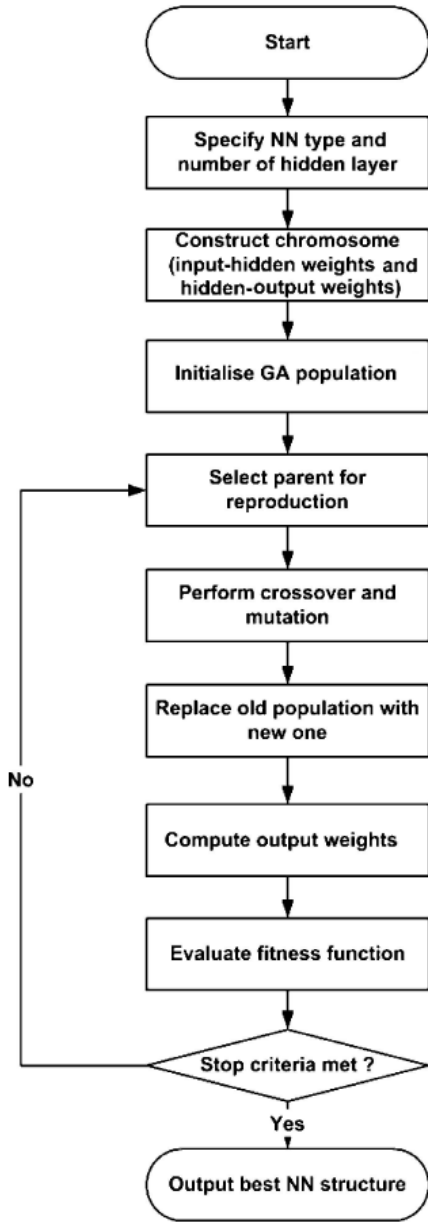 Start
Specify NN type and
number of hidden layer
Construct chromosome
(input-hidden weights and
hidden-output weights)
Initialise GA population
Select parent for
reproduction
Perform crossover and
mutation
Replace old population with
new one
No
Compute output weights
Evaluate fitness function
Stop criteria met ?
Yes
Output best NN structure